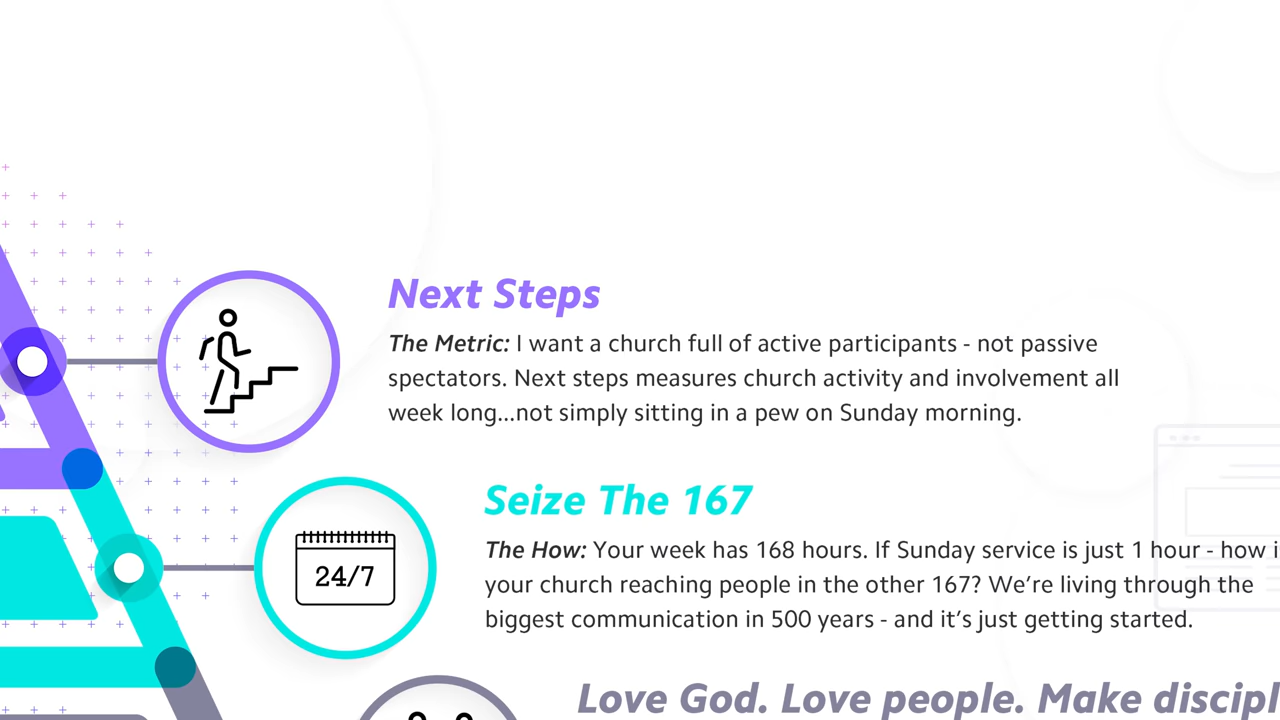 Next Steps
The Metric: I want a church full of active participants - not passive
spectators. Next steps measures church activity and involvement all
week long...not simply sitting in a pew on Sunday morning.
Seize The 167
24/7
The How: Your week has 168 hours. If Sunday service is just 1 hour - how
your church reaching people in the other 167? We’re living through the
biggest communication in 500 years - and it’s just getting started.
Love God. Love people. Make